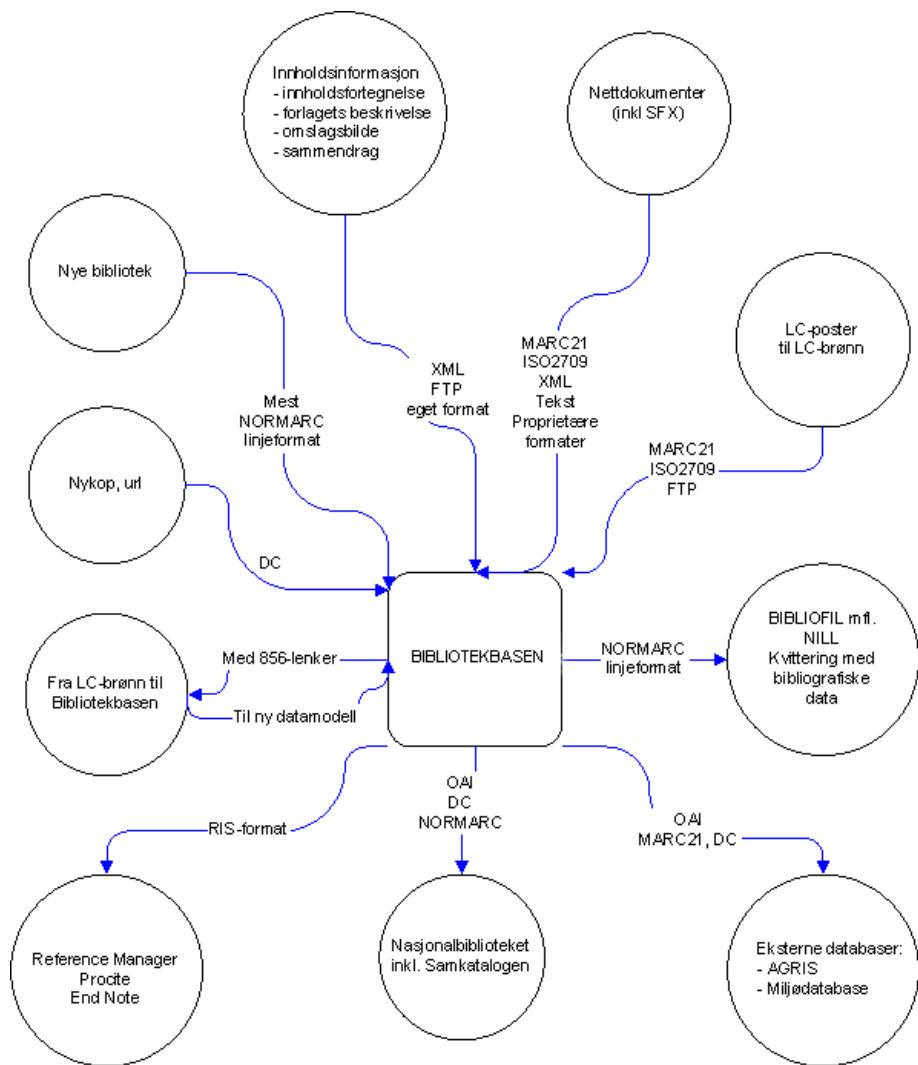 Innholdsinformasjon
- innholdsfortegnelse
- forlagets beskrivelse
- omslagsbilde
- sammendrag
Nettdokumenter
(inkl SFX)
Nye bibliotek
LC-poster
til LC-brønn
MARC21
ISO2709
XML
Tekst
Proprietære
formater
XML
FTP
eget format
Mest
NORMARC
linjeformat
MARC21
ISO2709
FTP
Nykop, url
DC
BIBLIOTEKBASEN
Med 856-lenker
Til ny datamodell
Fra LC-brønn til
Bibliotekbasen
NORMARC
linjeformat
BIBLIOFIL mfl.
NILL
Kvittering med
bibliografiske
data
RIS-format
OAI
DC
NORMARC
OAI
MARC21, DC
Reference Manager
Procite
End Note
Nasjonalbiblioteket
inkl. Samkatalogen
Eksterne databaser:
- AGRIS
- Miljødatabase